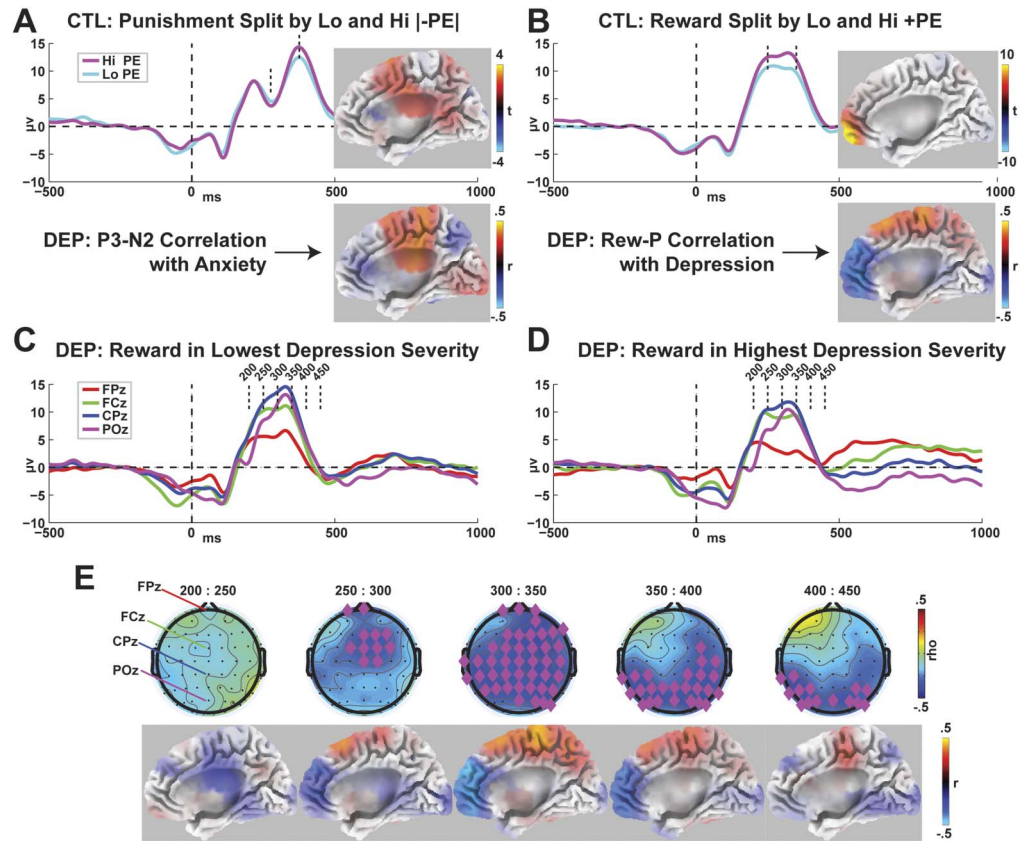 A
CTL: Punishment Split by Lo and Hi |-PE|
15
10
5
0
−5
−10
−500
0
ms
500
1000
Hi PE
Lo PE
4
t
-4
DEP: P3-N2 Correlation
with Anxiety
.5
r
-.5
B
CTL: Reward Split by Lo and Hi +PE
15
10
5
0
−5
−10
−500
0
ms
500
1000
10
t
-10
DEP: Rew-P Correlation
with Depression
.5
r
-.5
C
DEP: Reward in Lowest Depression Severity
15
10
5
0
−5
−10
−500
0
ms
500
1000
200
250
300
350
400
450
FPz
FCz
CPz
POz
D
DEP: Reward in Highest Depression Severity
15
10
5
0
−5
−10
−500
0
ms
500
1000
200
250
300
350
400
450
E
FPz
FCz
CPz
POz
200 : 250
250 : 300
300 : 350
350 : 400
400 : 450
.5
rho
-.5
.5
r
-.5